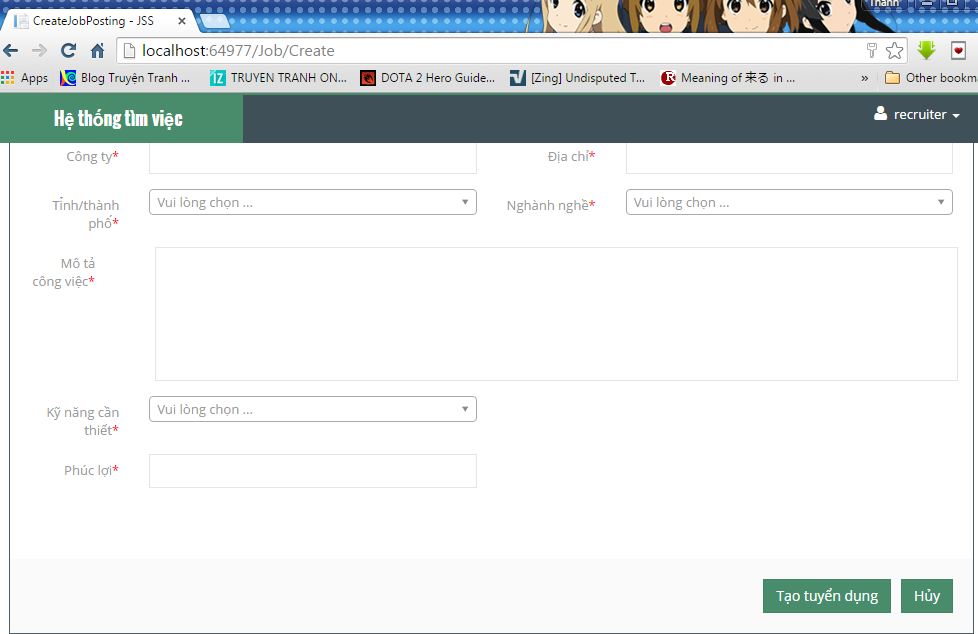 CreateJobPosting - JSS
Thanh
localhost:64977/Job/Create
Apps Blog Truyện Tranh ... TRUYEN TRANH ON... DOTA 2 Hero Guide... [Zing] Undisputed T... Meaning of 来る in ... » Other bookm
Hệ thống tìm việc
recruiter
Công ty* Địa chỉ*
Tỉnh/thành phố* Vui lòng chọn ... Nghành nghề* Vui lòng chọn ...
Mô tả
công việc*
Kỹ năng cần Vui lòng chọn ...
thiết*
Phúc lợi*
Tạo tuyển dụng Hủy